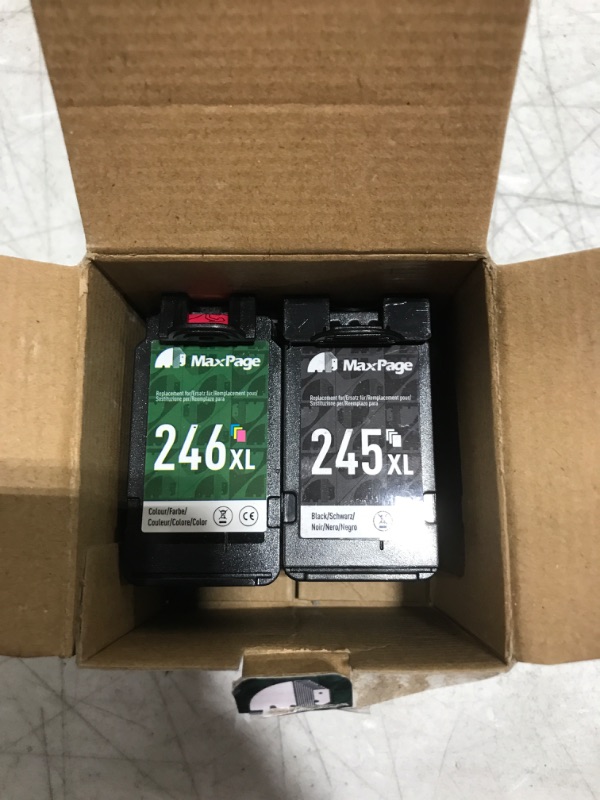 MaxPage
Replacement for/Ersatz für/Remplacement pour/
Sostituzione per/Reemplazo para
246XL
Colour/Farbe/
Couleur/Colore/Color
CE
MaxPage
Replacement for/Ersatz für/Remplacement pour/
Sostituzione per/Reemplazo para
245XL
Black/Schwarz/
Noir/Nero/Negro